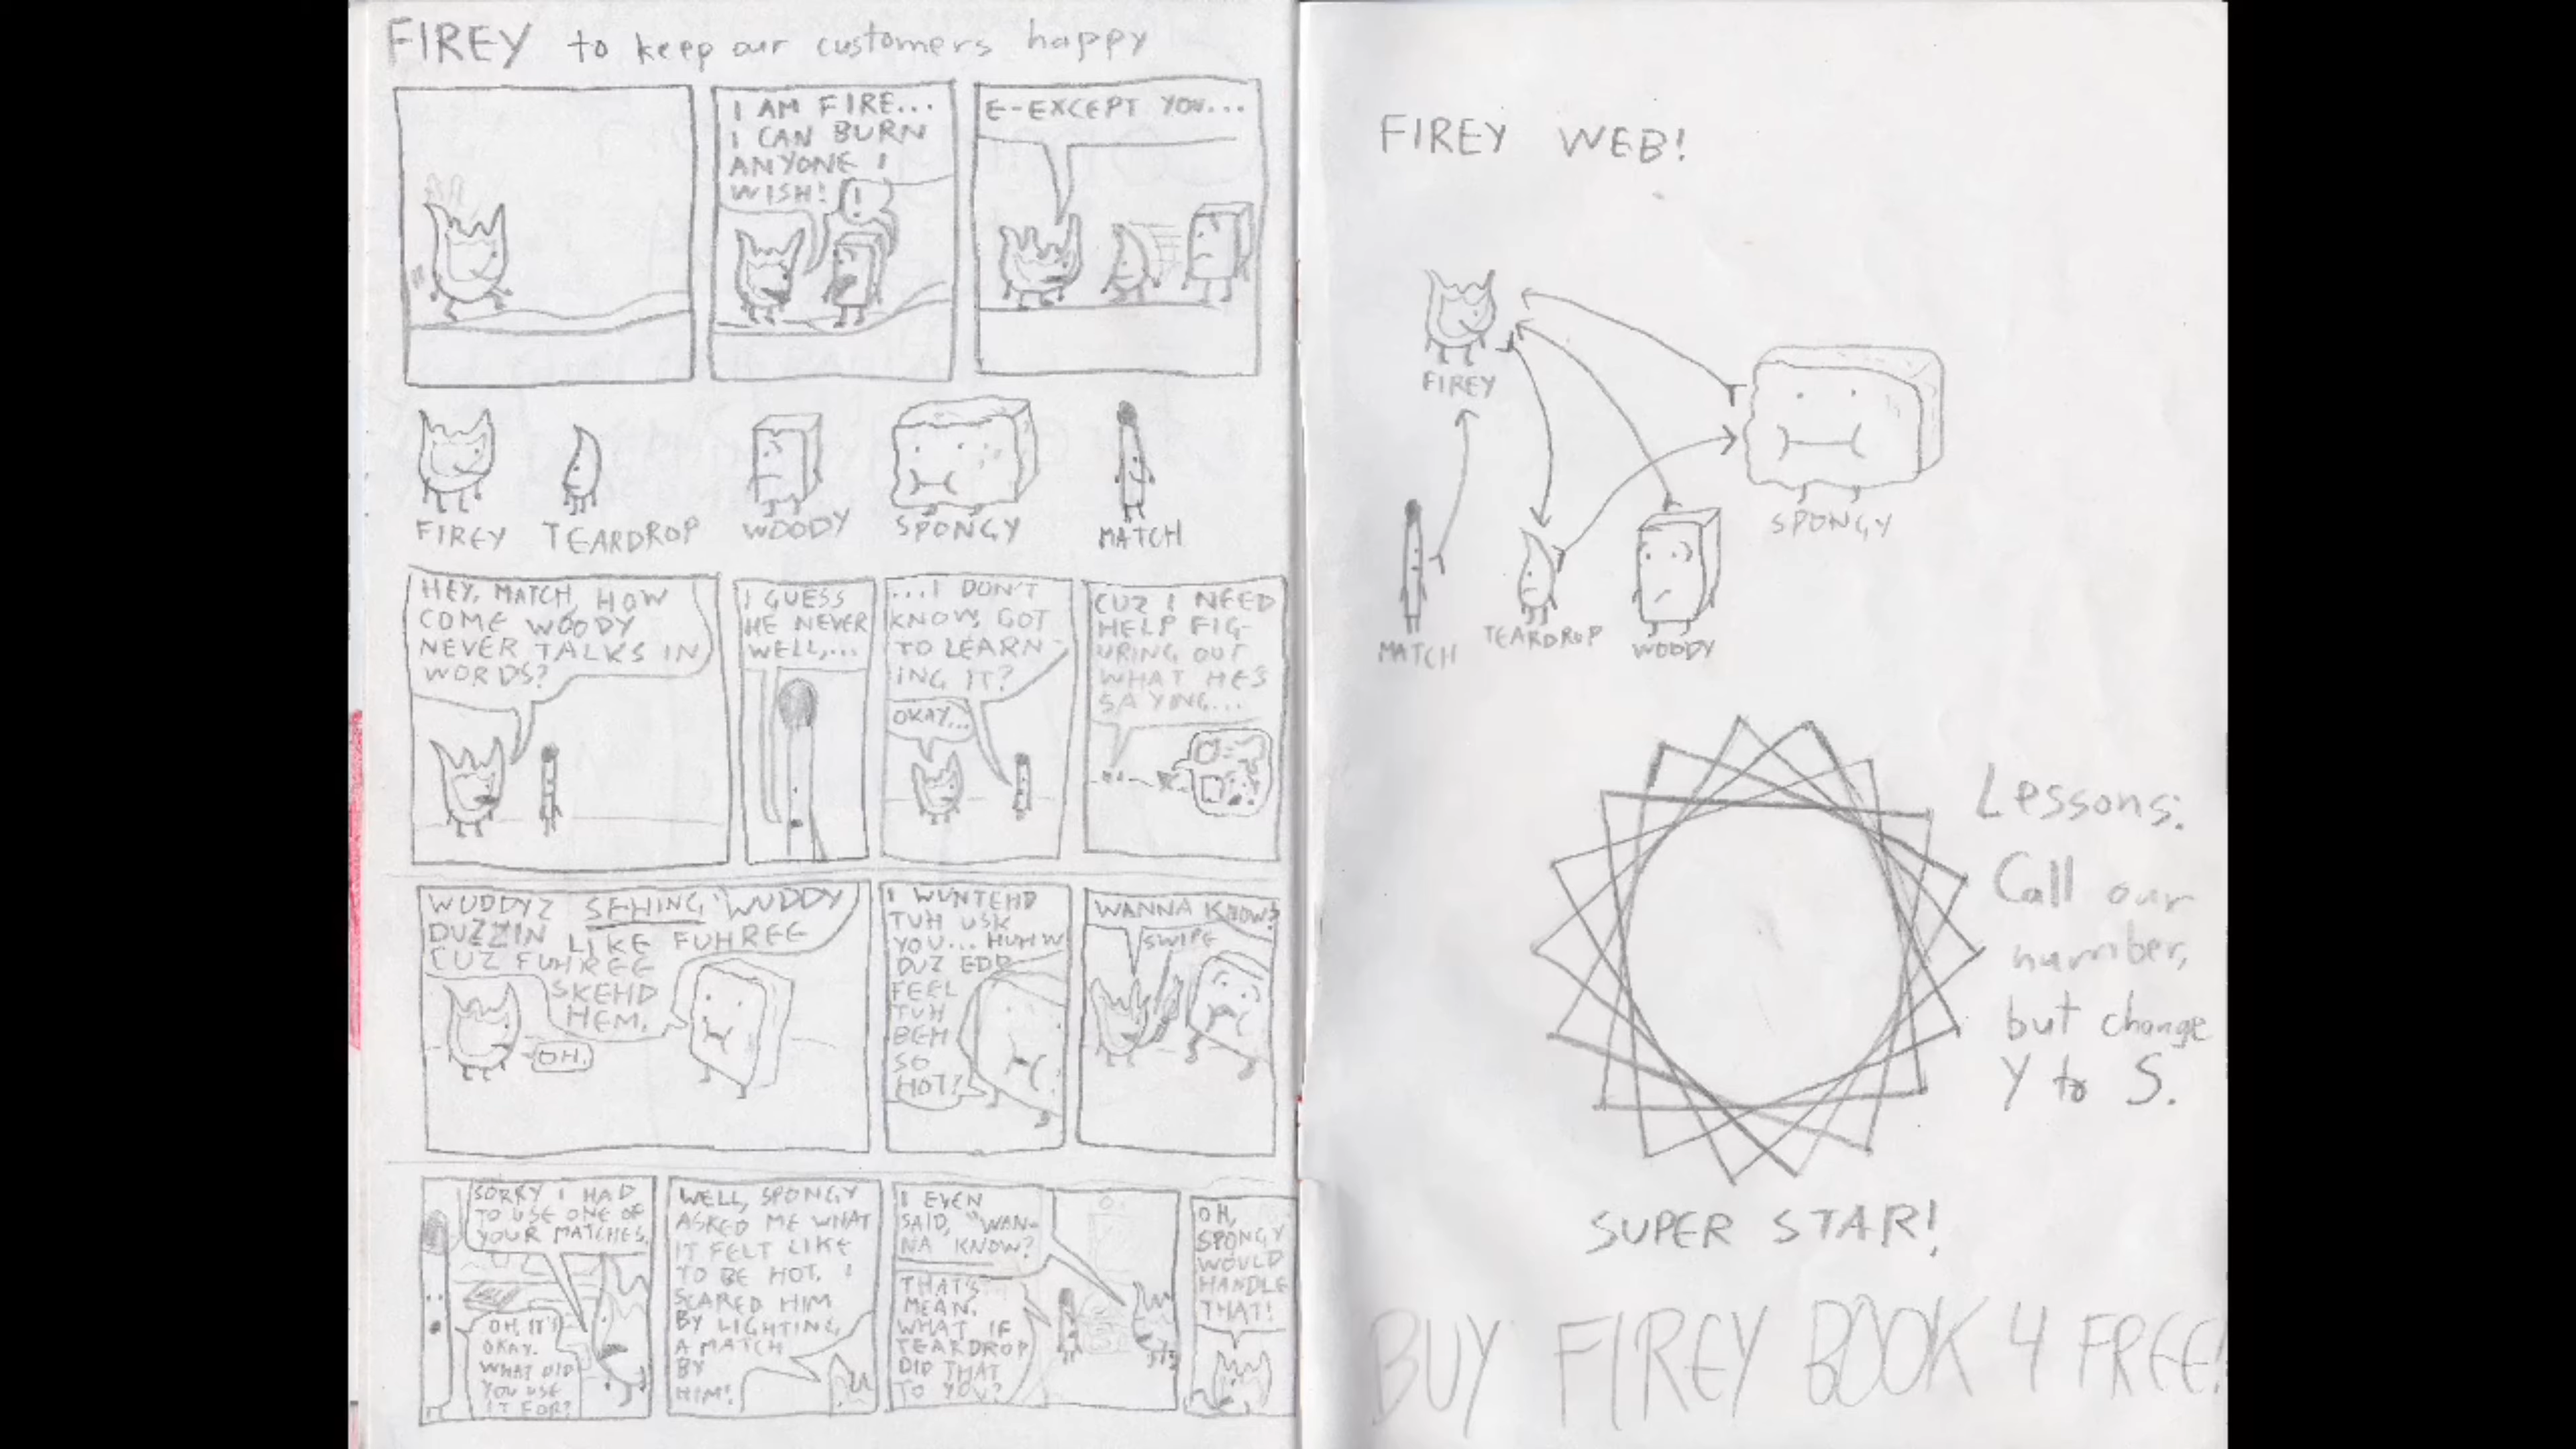 FIREY to keep our customers happy
I AM FIRE...
I CAN BURN
ANYONE I
WISH!
!
E-EXCEPT YOU...
FIREY
TEARDROP
WOODY
SPONGY
MATCH
HEY, MATCH, HOW
COME WOODY
NEVER TALKS IN
WORDS?
I GUESS
HE NEVER
WELL,...
...I DON'T
KNOW, GOT
TO LEARN-
ING IT?
OKAY...
CUZ I NEED
HELP FIG-
URING OUT
WHAT HE'S
SAYING...
WUDDYZ SEHING "WUDDY
DUZZIN LIKE FUHREE
CUZ FUHREE
SKEHD
HEM.
OH.
I WUNTEHD
TUH USK
YOU... HUHW
DUZ EDD
FEEL
TUH
BEH
SO
HOT?
WANNA KNOW?
SWIPE
SORRY I HAD
TO USE ONE OF
YOUR MATCHES.
OH, IT'S
OKAY.
WHAT DID
YOU USE
IT FOR?
WELL, SPONGY
ASKED ME WHAT
IT FELT LIKE
TO BE HOT. I
SCARED HIM
BY LIGHTING
A MATCH
BY
HIM!
I EVEN
SAID, "WAN-
NA KNOW?
THAT'S
MEAN.
WHAT IF
TEARDROP
DID THAT
TO YOU?
OH,
SPONGY
WOULD
HANDLE
THAT!
FIREY WEB!
FIREY
SPONGY
MATCH
TEARDROP
WOODY
Lessons:
Call our
number,
but change
Y to S.
SUPER STAR!
BUY FIREY BOOK 4 FREE!